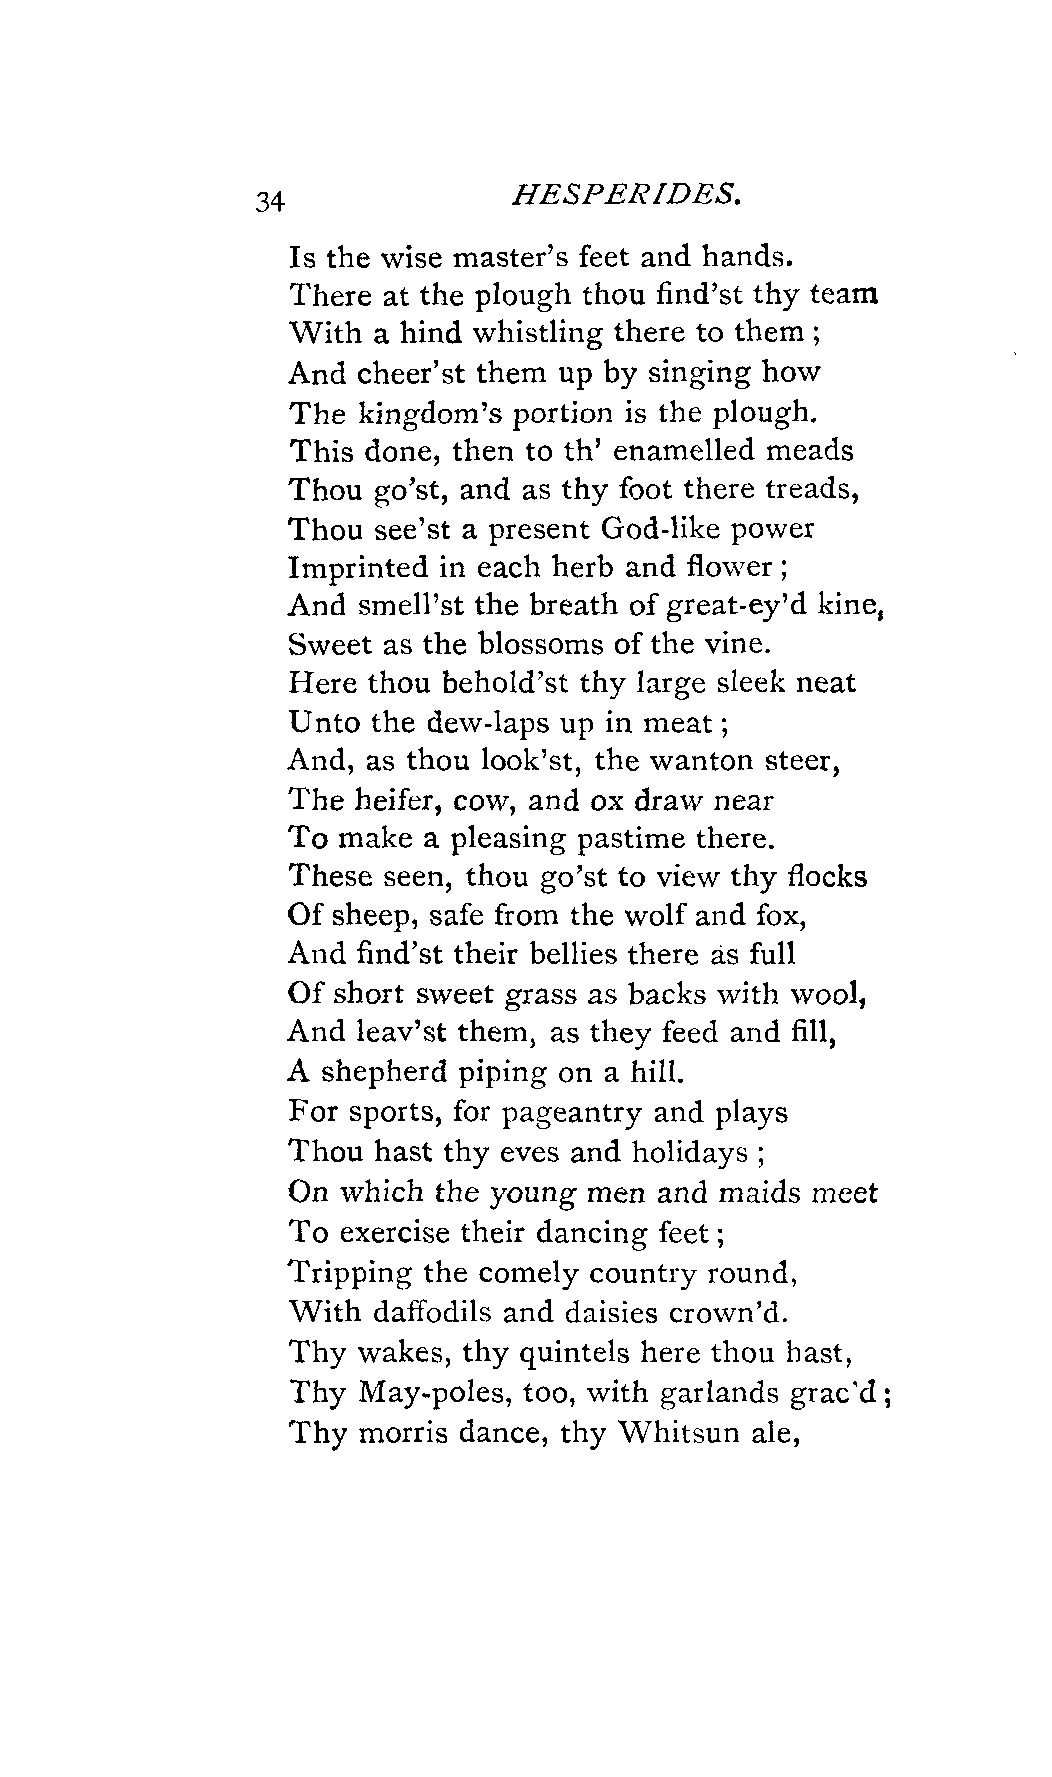 34 HESPERIDES.
Is the wise master's feet and hands.
There at the plough thou find'st thy team
With a hind whistling there to them ;
And cheer'st them up by singing how
The kingdom's portion is the plough.
This done, then to th' enamelled meads
Thou go'st, and as thy foot there treads,
Thou see'st a present God-like power
Imprinted in each herb and flower ;
And smell'st the breath of great-ey'd kine,
Sweet as the blossoms of the vine.
Here thou behold'st thy large sleek neat
Unto the dew-laps up in meat ;
And, as thou look'st, the wanton steer,
The heifer, cow, and ox draw near
To make a pleasing pastime there.
These seen, thou go'st to view thy flocks
Of sheep, safe from the wolf and fox,
And find'st their bellies there as full
Of short sweet grass as backs with wool,
And leav'st them, as they feed and fill,
A shepherd piping on a hill.
For sports, for pageantry and plays
Thou hast thy eves and holidays ;
On which the young men and maids meet
To exercise their dancing feet ;
Tripping the comely country round,
With daffodils and daisies crown'd.
Thy wakes, thy quintels here thou hast,
Thy May-poles, too, with garlands grac'd ;
Thy morris dance, thy Whitsun ale,